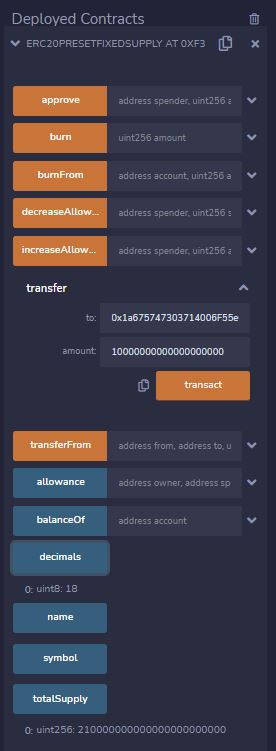 Deployed Contracts
ERC20PRESETFIXEDSUPPLY AT 0XF3
approve address spender, uint256 a
burn uint256 amount
burnFrom address account, uint256 a
decreaseAllow... address spender, uint256 s
increaseAllow... address spender, uint256 a
transfer
to: 0x1a675747303714006F55e
amount: 10000000000000000000
transact
transferFrom address from, address to, u
allowance address owner, address sp
balanceOf address account
decimals
0: uint8: 18
name
symbol
totalSupply
0: uint256: 21000000000000000000000000